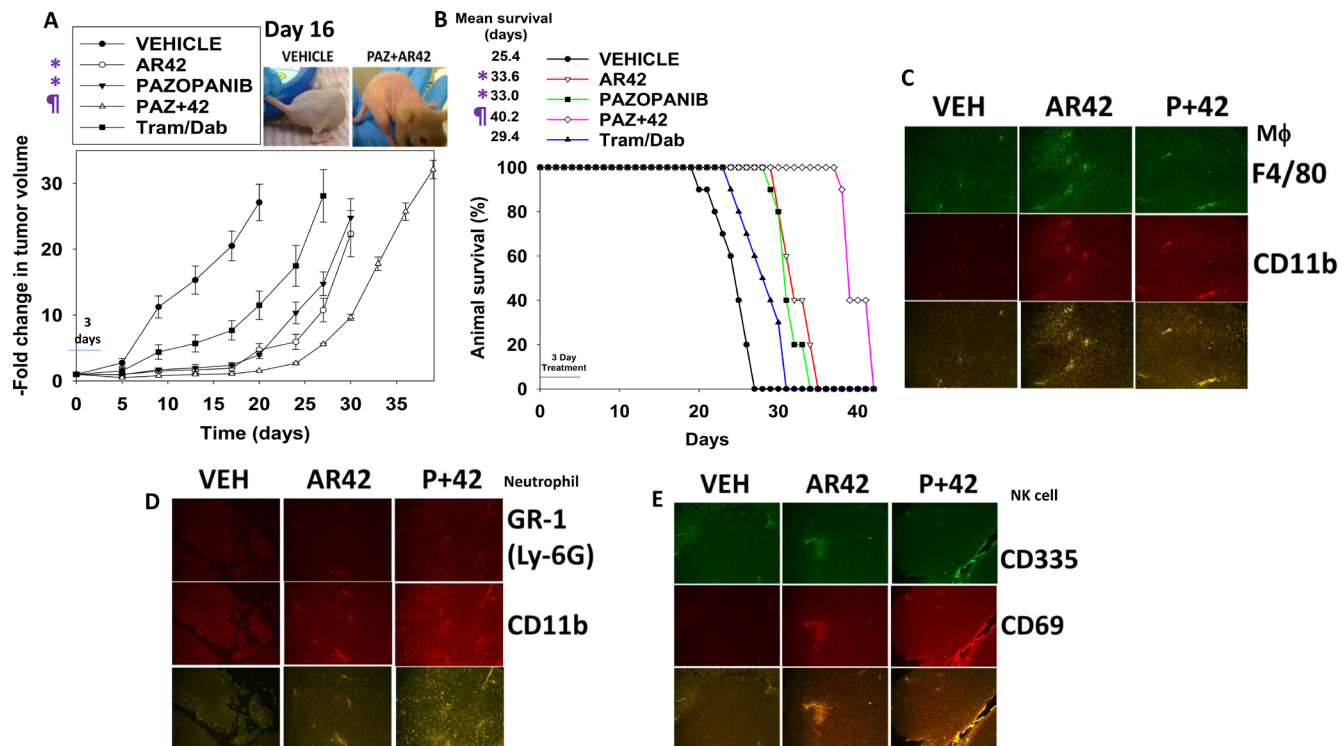 A
VEHICLE
* AR42
* PAZOPANIB
¶ PAZ+42
Tram/Dab
Day 16
VEHICLE PAZ+AR42
-Fold change in tumor volume
30
20
10
1
0
3
days
0 5 10 15 20 25 30 35
Time (days)
B
Mean survival
(days)
25.4 VEHICLE
* 33.6 AR42
* 33.0 PAZOPANIB
¶ 40.2 PAZ+42
29.4 Tram/Dab
Animal survival (%)
100
80
60
40
20
0
3 Day
Treatment
0 10 20 30 40
Days
C
VEH AR42 P+42
Mϕ
F4/80
CD11b
D
VEH AR42 P+42 Neutrophil
GR-1
(Ly-6G)
CD11b
E
VEH AR42 P+42 NK cell
CD335
CD69